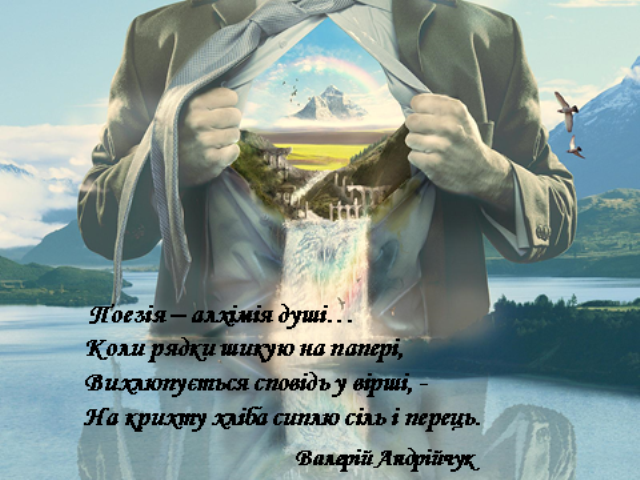 Поезія – алхімія душі…
Коли рядки шикую на папері,
Вихлюпується сповідь у вірші, -
На крихту хліба сиплю сіль і перець.
Валерій Андрійчук